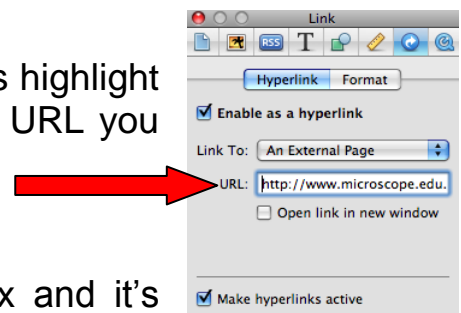 Link
RSS T
s highlight
URL you
Hyperlink Format
Enable as a hyperlink
Link To: An External Page
URL: http://www.microscope.edu.
Open link in new window
x and it's
Make hyperlinks active